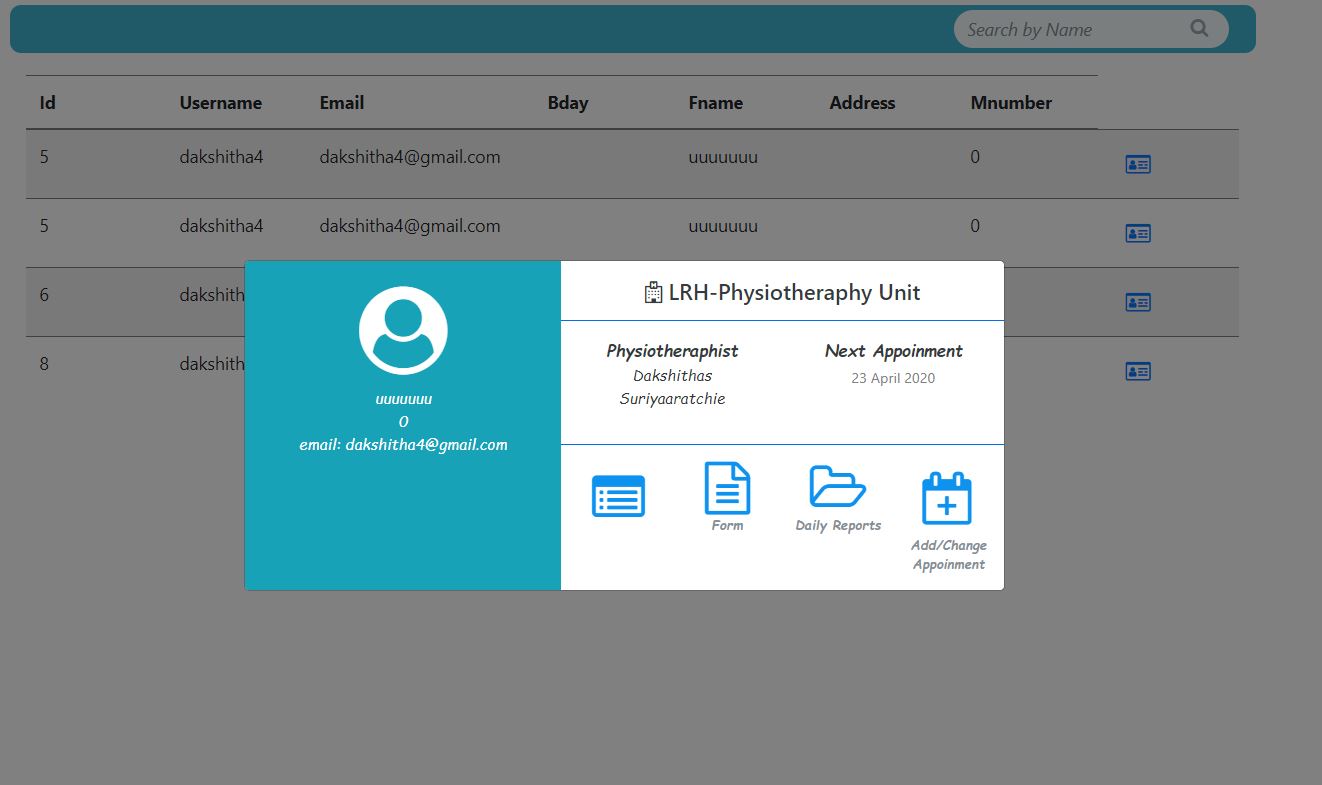 Search by Name
Id Username Email Bday Fname Address Mnumber
5 dakshitha4 dakshitha4@gmail.com uuuuuuu 0
5 dakshitha4 dakshitha4@gmail.com uuuuuuu 0
6 dakshith
8 dakshith
LRH-Physiotheraphy Unit
Physiotheraphist
Dakshithas
Suriyaaratchie
Next Appoinment
23 April 2020
uuuuuuu
0
email: dakshitha4@gmail.com
Form
Daily Reports
Add/Change
Appoinment